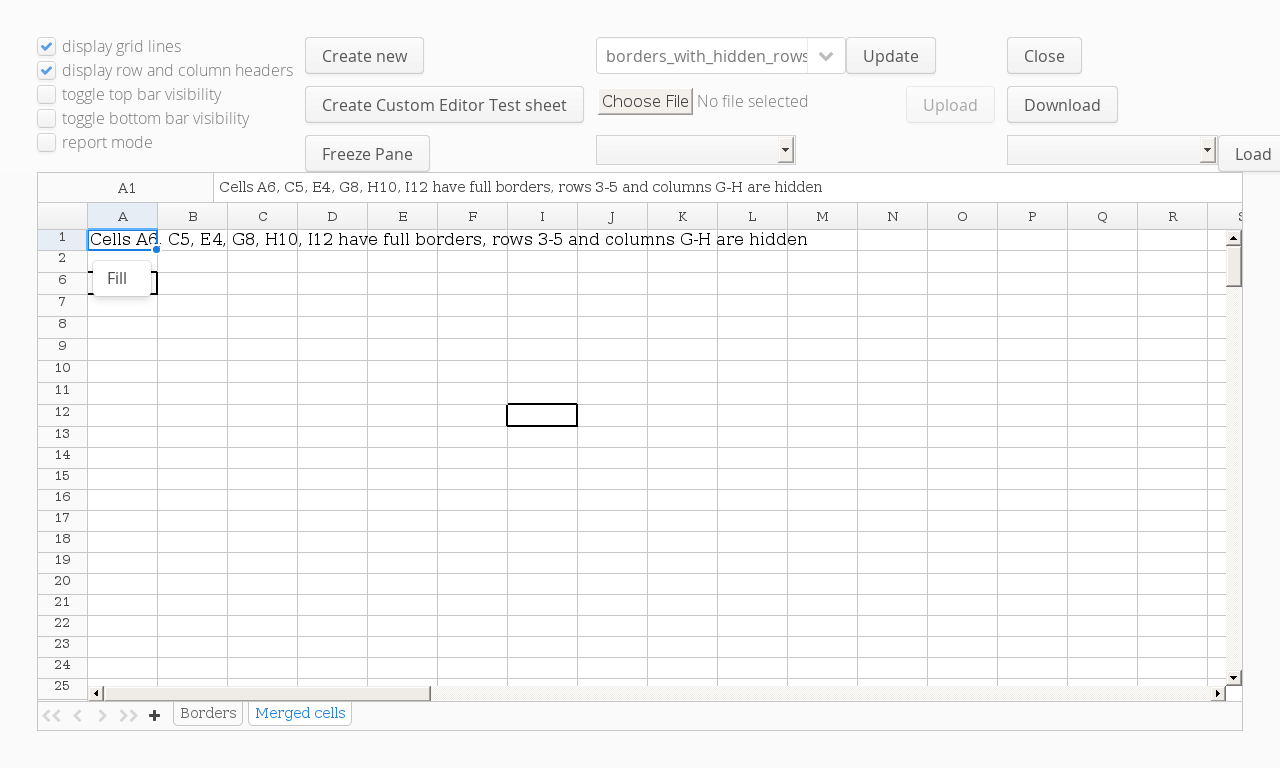 display grid lines
display row and column headers
toggle top bar visibility
toggle bottom bar visibility
report mode
Create new
borders_with_hidden_rows
Update
Close
Create Custom Editor Test sheet
Choose File No file selected
Upload
Download
Freeze Pane
Load
A1
Cells A6, C5, E4, G8, H10, I12 have full borders, rows 3-5 and columns G-H are hidden
A B C D E F I J K L M N O P Q R S
1 Cells A6, C5, E4, G8, H10, I12 have full borders, rows 3-5 and columns G-H are hidden
2
Fill
6
7
8
9
10
11
12
13
14
15
16
17
18
19
20
21
22
23
24
25
Borders
Merged cells